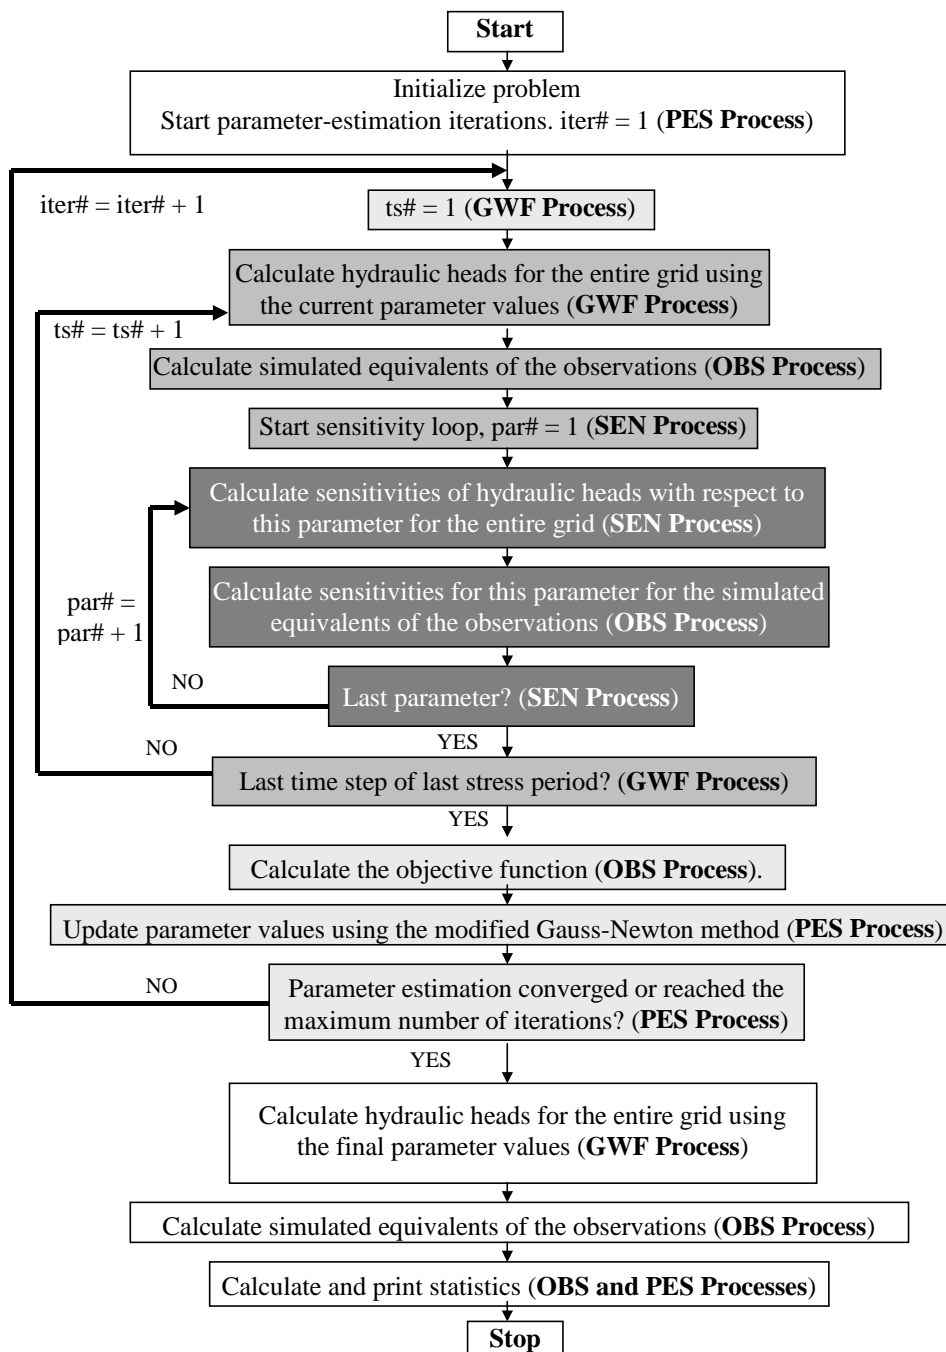 Start
Initialize problem
Start parameter-estimation iterations. iter# = 1 (PES Process)
iter# = iter# + 1
ts# = 1 (GWF Process)
Calculate hydraulic heads for the entire grid using
the current parameter values (GWF Process)
ts# = ts# + 1
Calculate simulated equivalents of the observations (OBS Process)
Start sensitivity loop, par# = 1 (SEN Process)
Calculate sensitivities of hydraulic heads with respect to
this parameter for the entire grid (SEN Process)
par# =
par# + 1
Calculate sensitivities for this parameter for the simulated
equivalents of the observations (OBS Process)
NO
Last parameter? (SEN Process)
YES
NO
Last time step of last stress period? (GWF Process)
YES
Calculate the objective function (OBS Process).
Update parameter values using the modified Gauss-Newton method (PES Process)
NO
Parameter estimation converged or reached the
maximum number of iterations? (PES Process)
YES
Calculate hydraulic heads for the entire grid using
the final parameter values (GWF Process)
Calculate simulated equivalents of the observations (OBS Process)
Calculate and print statistics (OBS and PES Processes)
Stop